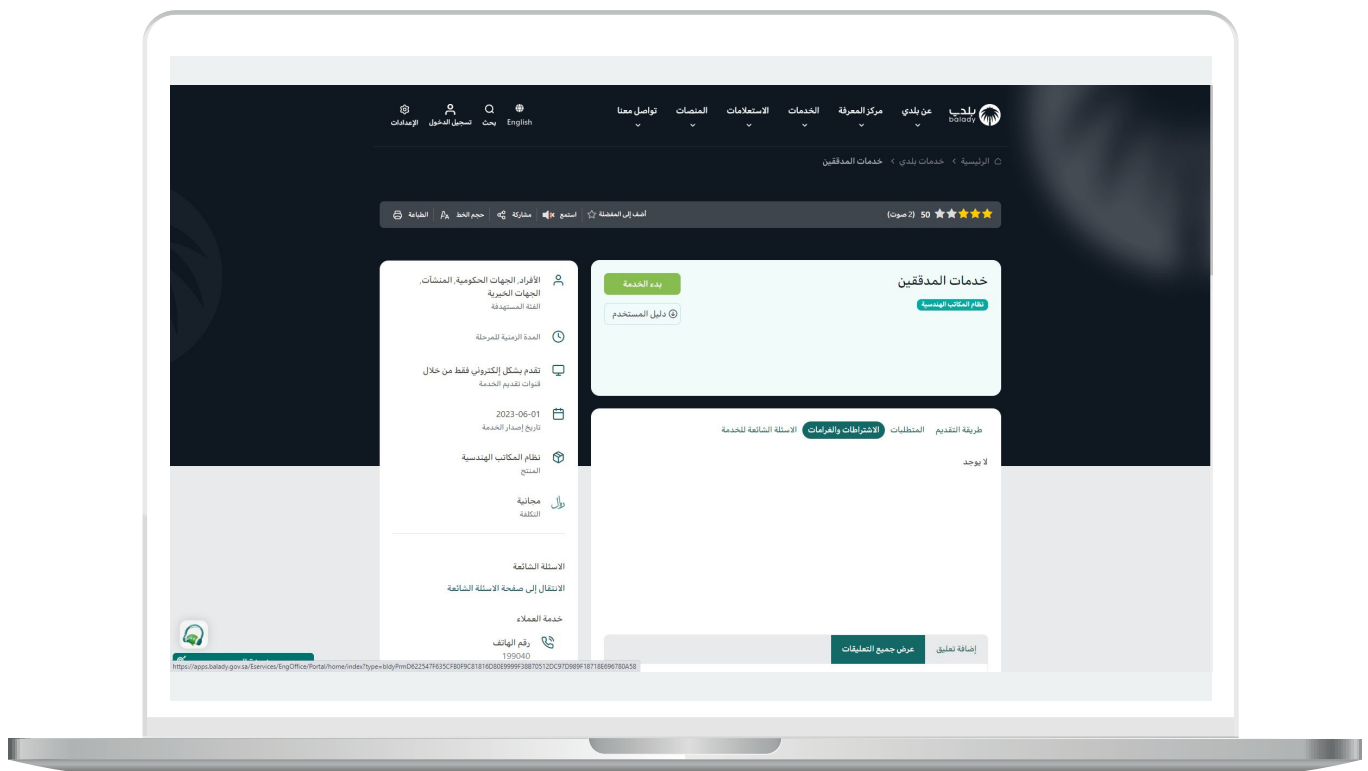 بلدي
balady
عن بلدي
مركز المعرفة
الخدمات
الاستعلامات
المنصات
تواصل معنا
English
بحث
تسجيل الدخول
الإعدادات
الرئيسية > خدمات بلدي > خدمات المدققين
50 (2 صوت)
أضف إلى المفضلة
استمع
مشاركة
حجم الخط
الطباعة
خدمات المدققين
نظام المكاتب الهندسية
بدء الخدمة
دليل المستخدم
طريقة التقديم
المتطلبات
الاشتراطات والغرامات
الاسئلة الشائعة للخدمة
لا يوجد
إضافة تعليق
عرض جميع التعليقات
الأفراد, الجهات الحكومية, المنشآت,
الجهات الخيرية
الفئة المستهدفة
المدة الزمنية للمرحلة
تقدم بشكل إلكتروني فقط من خلال
قنوات تقديم الخدمة
2023-06-01
تاريخ إصدار الخدمة
نظام المكاتب الهندسية
المنتج
مجانية
التكلفة
الاسئلة الشائعة
الانتقال إلى صفحة الاسئلة الشائعة
خدمة العملاء
رقم الهاتف
199040